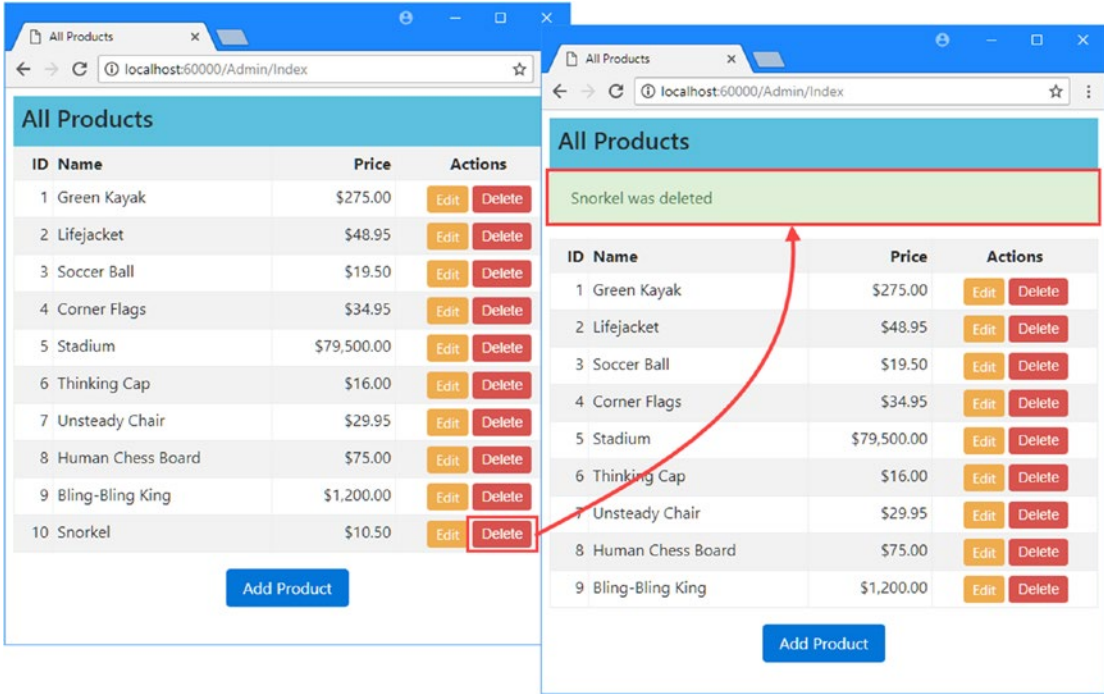 All Products
localhost:60000/Admin/Index
All Products
ID Name Price Actions
1 Green Kayak $275.00 Edit Delete
2 Lifejacket $48.95 Edit Delete
3 Soccer Ball $19.50 Edit Delete
4 Corner Flags $34.95 Edit Delete
5 Stadium $79,500.00 Edit Delete
6 Thinking Cap $16.00 Edit Delete
7 Unsteady Chair $29.95 Edit Delete
8 Human Chess Board $75.00 Edit Delete
9 Bling-Bling King $1,200.00 Edit Delete
10 Snorkel $10.50 Edit Delete
Add Product
All Products
localhost:60000/Admin/Index
All Products
Snorkel was deleted
ID Name Price Actions
1 Green Kayak $275.00 Edit Delete
2 Lifejacket $48.95 Edit Delete
3 Soccer Ball $19.50 Edit Delete
4 Corner Flags $34.95 Edit Delete
5 Stadium $79,500.00 Edit Delete
6 Thinking Cap $16.00 Edit Delete
7 Unsteady Chair $29.95 Edit Delete
8 Human Chess Board $75.00 Edit Delete
9 Bling-Bling King $1,200.00 Edit Delete
Add Product